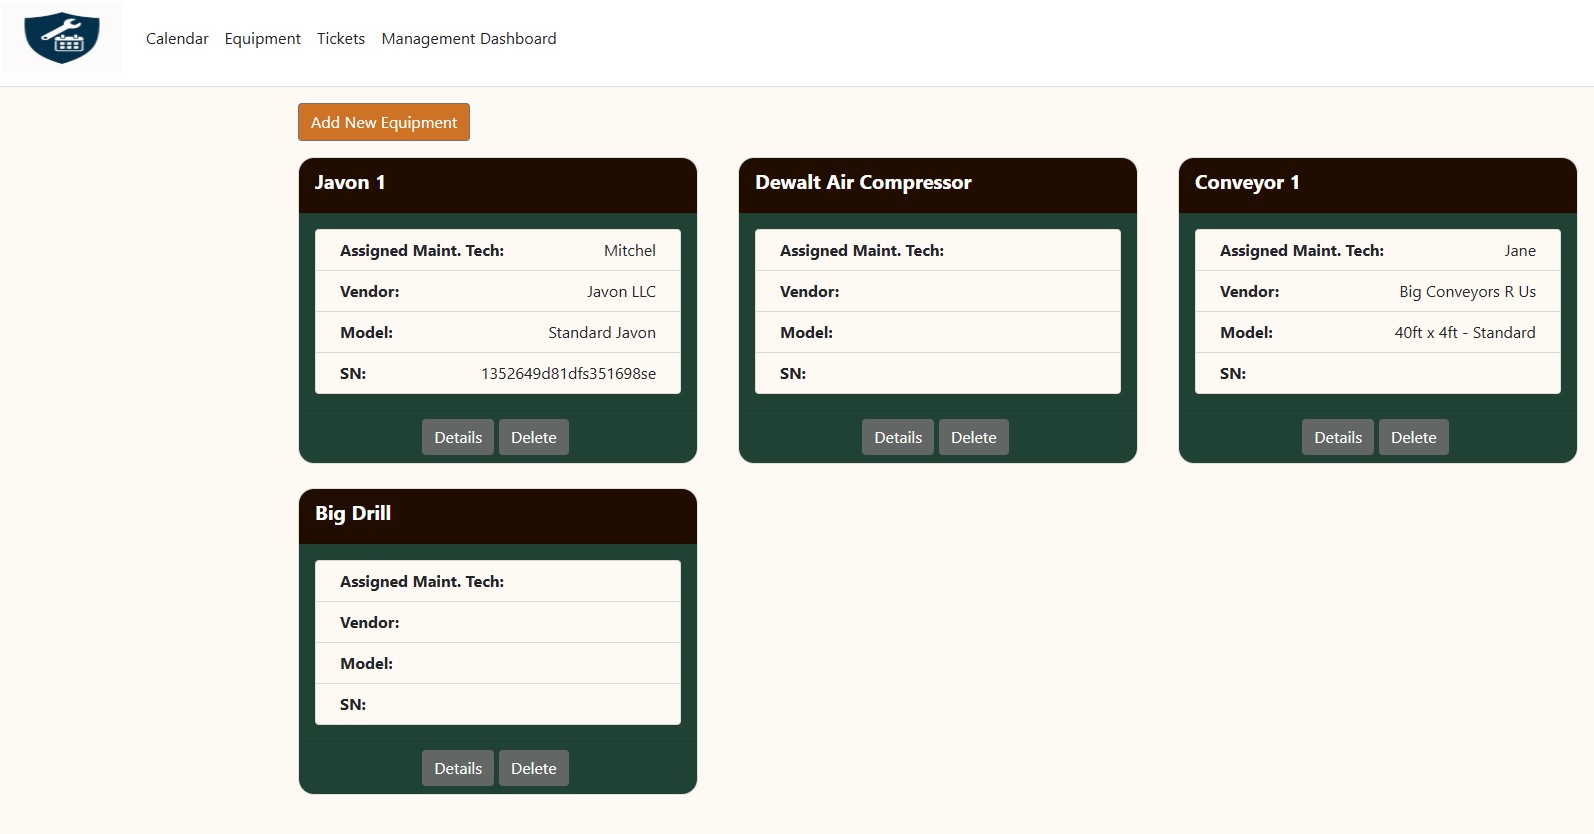 Calendar Equipment Tickets Management Dashboard
Add New Equipment
Javon 1
Assigned Maint. Tech: Mitchel
Vendor: Javon LLC
Model: Standard Javon
SN: 1352649d81dfs351698se
Details Delete
Dewalt Air Compressor
Assigned Maint. Tech:
Vendor:
Model:
SN:
Details Delete
Conveyor 1
Assigned Maint. Tech: Jane
Vendor: Big Conveyors R Us
Model: 40ft x 4ft - Standard
SN:
Details Delete
Big Drill
Assigned Maint. Tech:
Vendor:
Model:
SN:
Details Delete